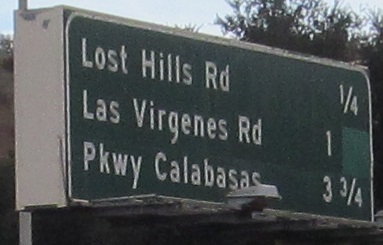 Lost Hills Rd 1/4
Las Virgenes Rd 1
Pkwy Calabasas 3 3/4